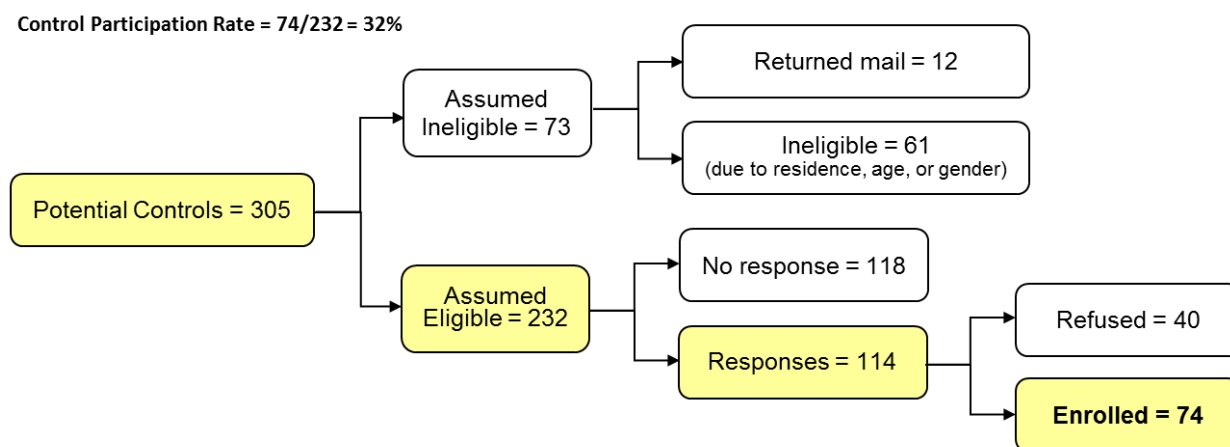 Control Participation Rate = 74/232 = 32%
Returned mail = 12
Assumed
Ineligible = 73
Ineligible = 61
(due to residence, age, or gender)
Potential Controls = 305
No response = 118
Assumed
Eligible = 232
Refused = 40
Responses = 114
Enrolled = 74